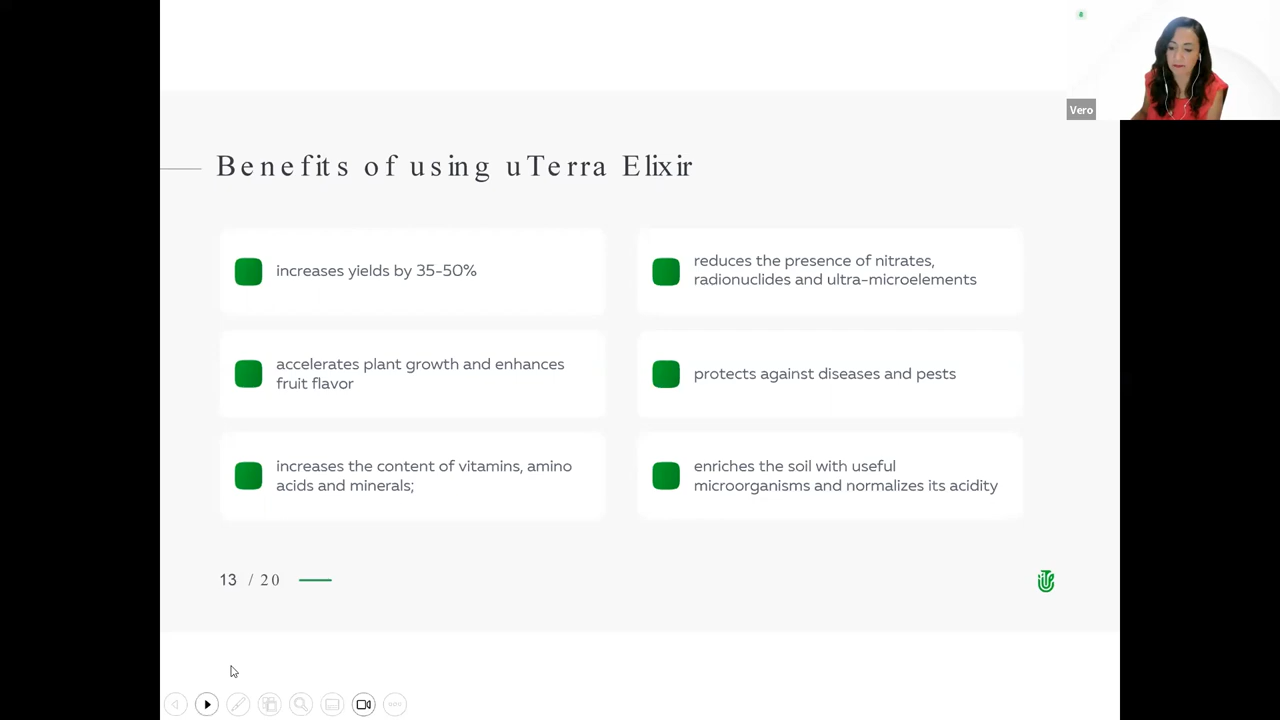 Vero
Benefits of using uTerra Elixir
increases yields by 35-50%
reduces the presence of nitrates,
radionuclides and ultra-microelements
accelerates plant growth and enhances
fruit flavor
protects against diseases and pests
increases the content of vitamins, amino
acids and minerals;
enriches the soil with useful
microorganisms and normalizes its acidity
13 / 20